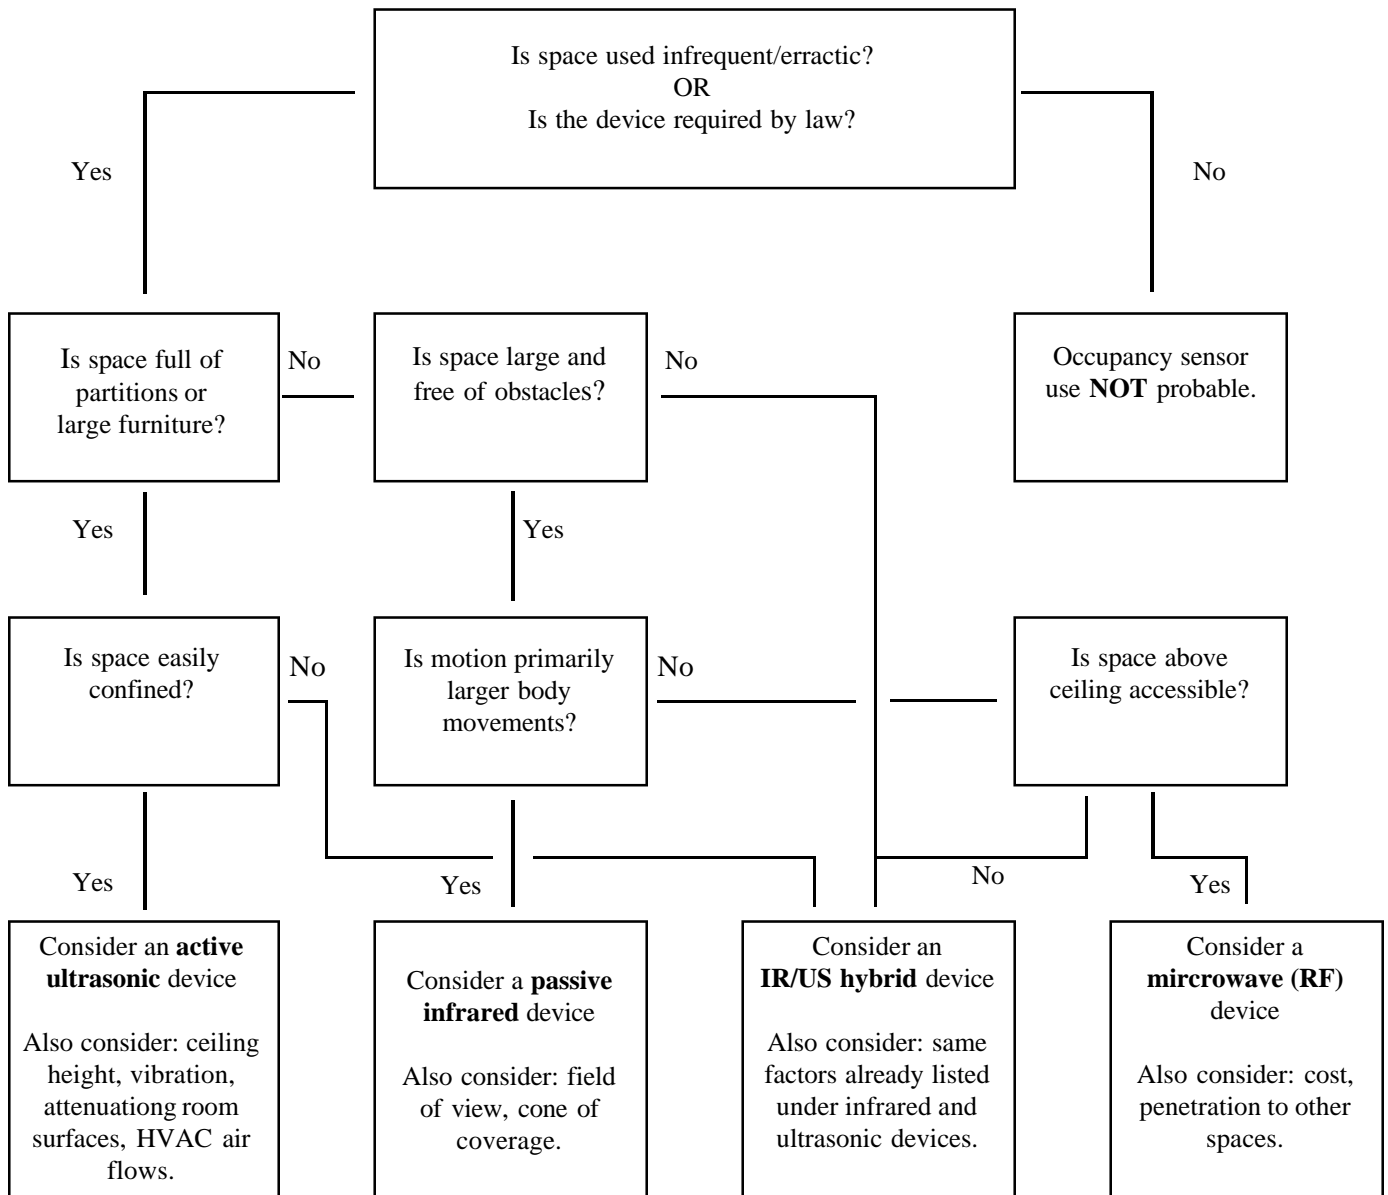 Is space used infrequent/erractic?
OR
Is the device required by law?
Yes
No
Is space full of
partitions or
large furniture?
No
Is space large and
free of obstacles?
No
Occupancy sensor
use NOT probable.
Yes
Yes
Is space easily
confined?
No
Is motion primarily
larger body
movements?
No
Is space above
ceiling accessible?
Yes
Yes
No
Yes
Consider an active
ultrasonic device
Also consider: ceiling
height, vibration,
attenuationg room
surfaces, HVAC air
flows.
Consider a passive
infrared device
Also consider: field
of view, cone of
coverage.
Consider an
IR/US hybrid device
Also consider: same
factors already listed
under infrared and
ultrasonic devices.
Consider a
mircrowave (RF)
device
Also consider: cost,
penetration to other
spaces.